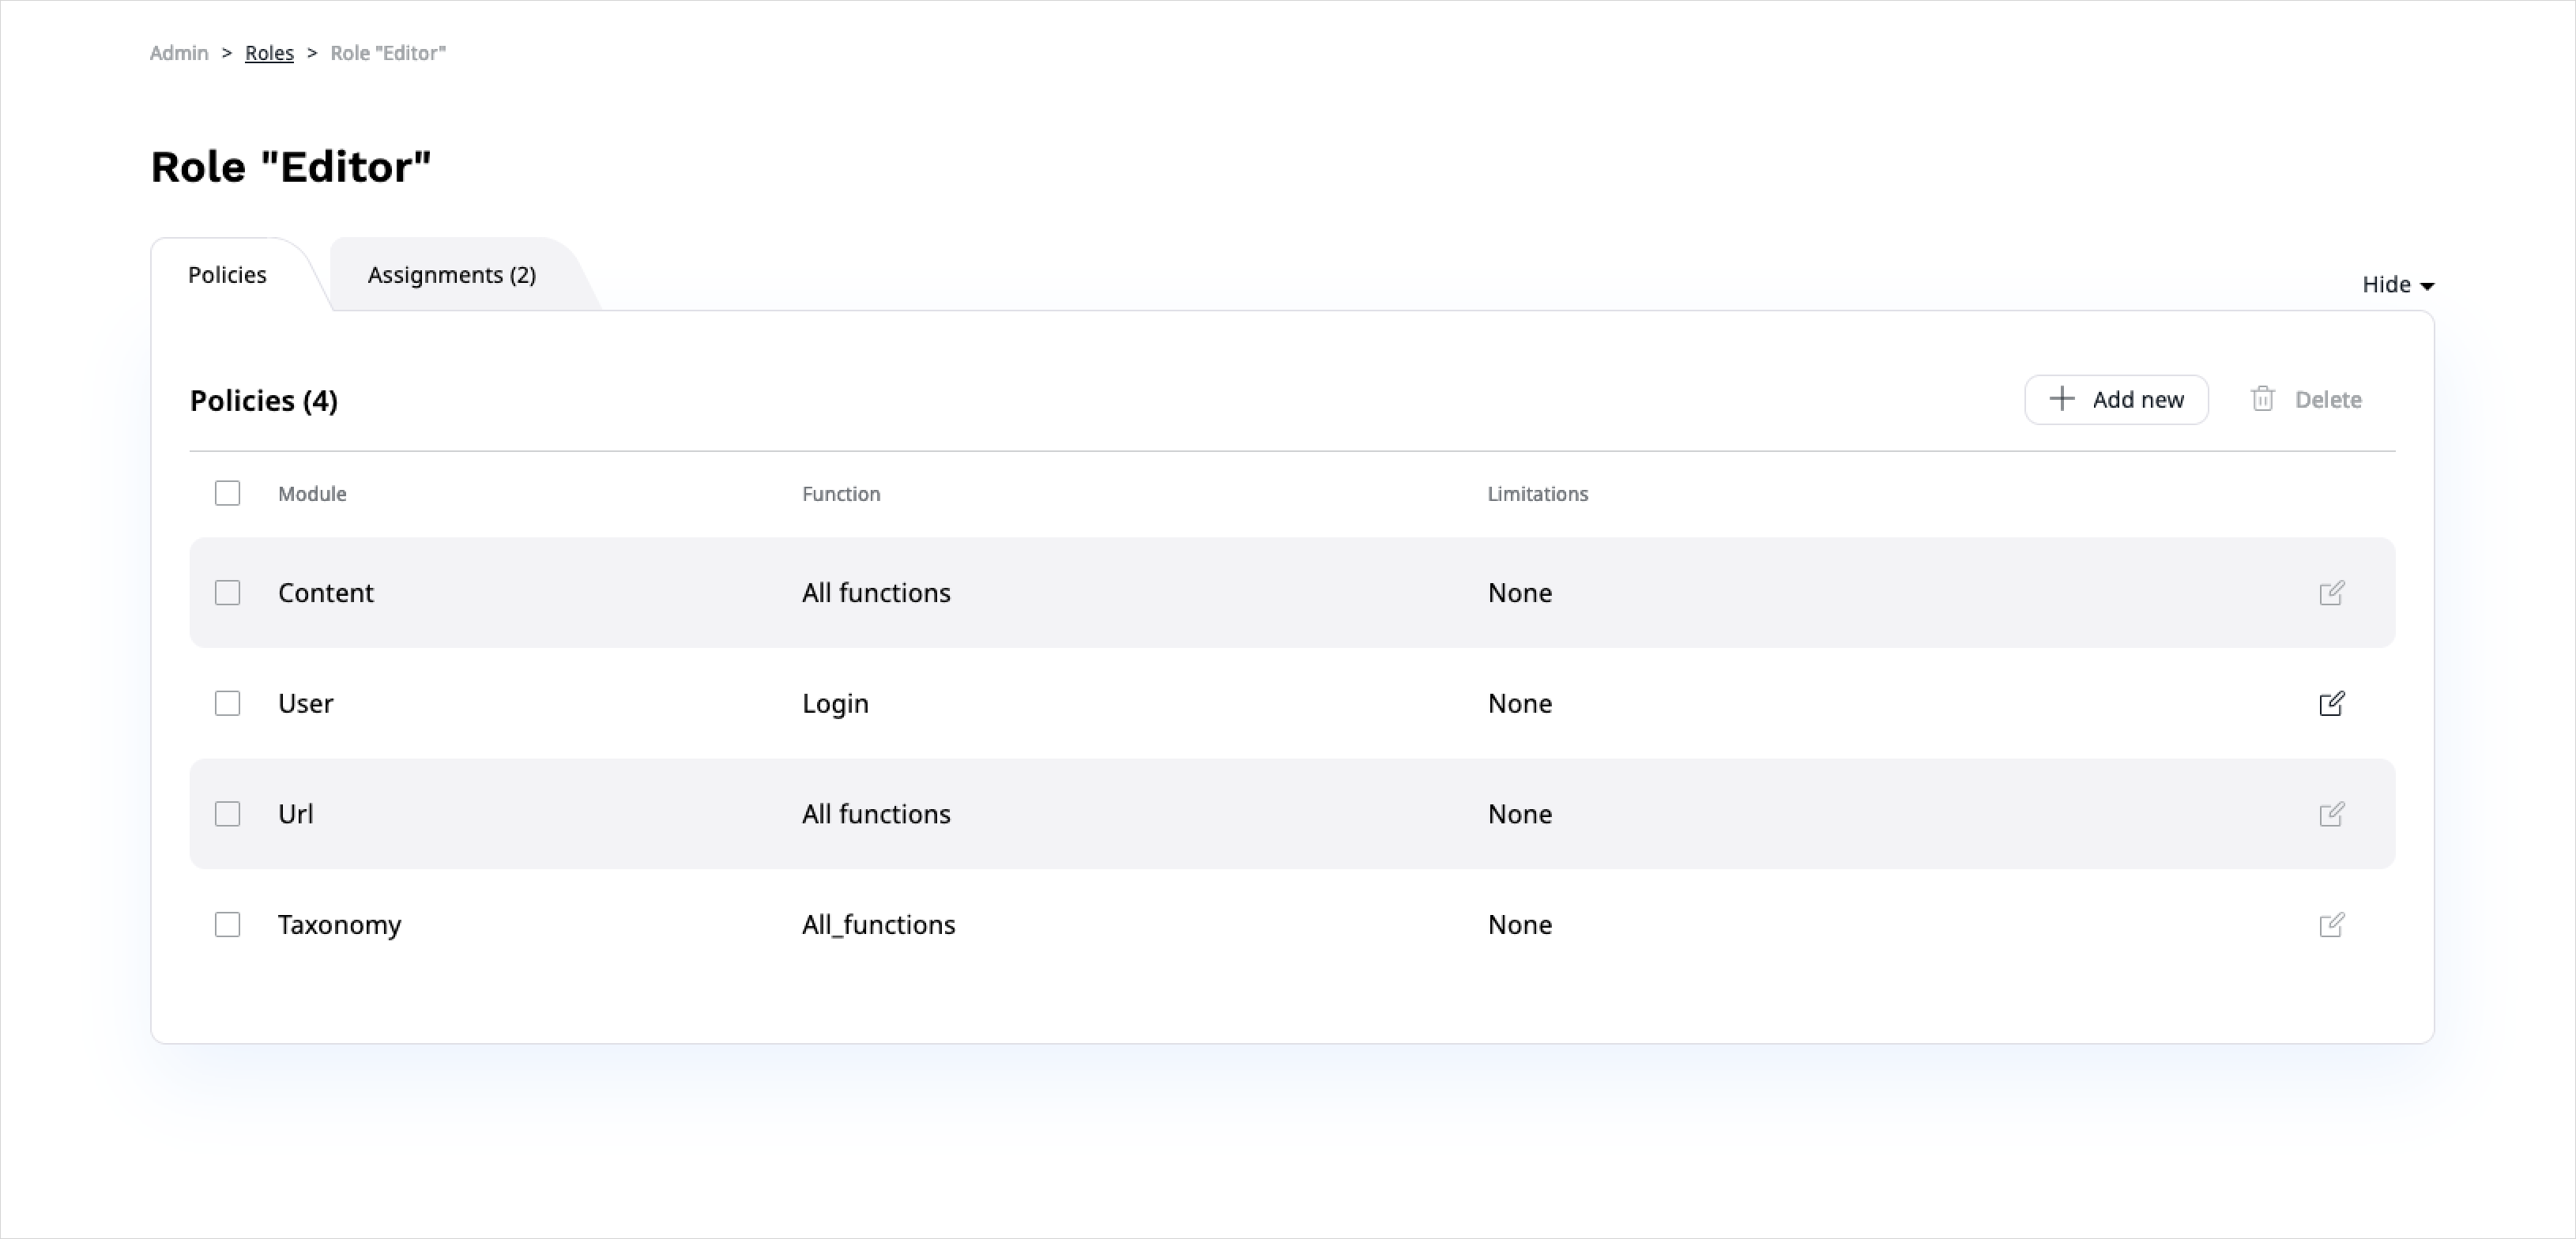 Admin > Roles > Role "Editor"
Role "Editor"
Policies
Assignments (2)
Hide
Policies (4)
Add new
Delete
Module Function Limitations
Content All functions None
User Login None
Url All functions None
Taxonomy All_functions None